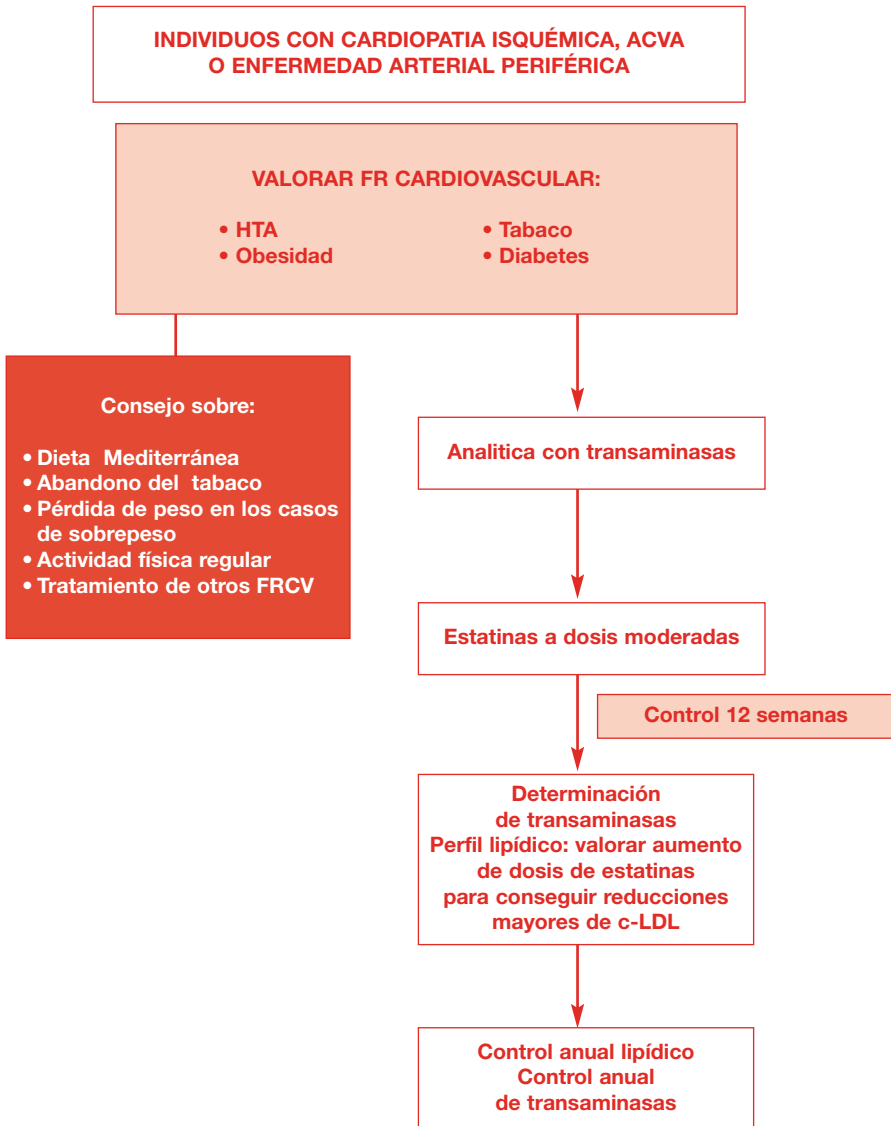 INDIVIDUOS CON CARDIOPATIA ISQUÉMICA, ACVA
O ENFERMEDAD ARTERIAL PERIFÉRICA
VALORAR FR CARDIOVASCULAR:
• HTA
• Obesidad
• Tabaco
• Diabetes
Consejo sobre:
• Dieta Mediterránea
• Abandono del tabaco
• Pérdida de peso en los casos
de sobrepeso
• Actividad física regular
• Tratamiento de otros FRCV
Analitica con transaminasas
Estatinas a dosis moderadas
Control 12 semanas
Determinación
de transaminasas
Perfil lipídico: valorar aumento
de dosis de estatinas
para conseguir reducciones
mayores de c-LDL
Control anual lipídico
Control anual
de transaminasas